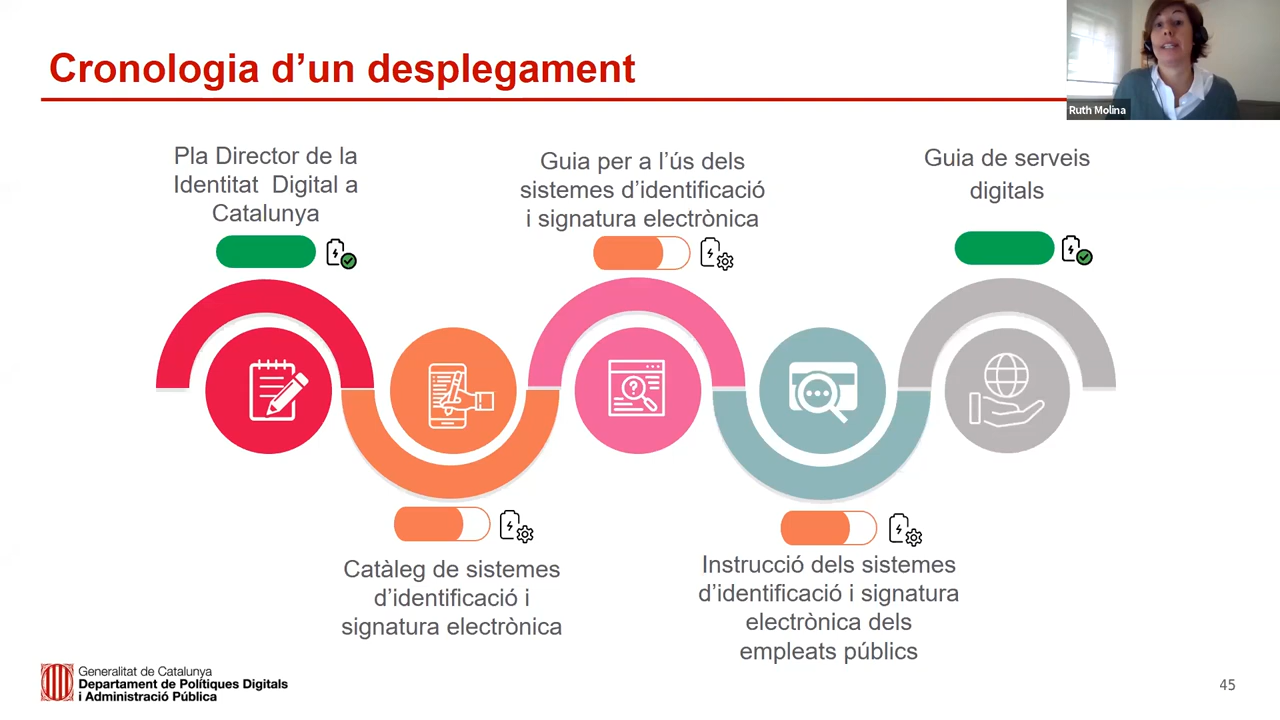 Cronologia d’un desplegament
Ruth Molina
Pla Director de la
Identitat Digital a
Catalunya
Guia per a l’ús dels
sistemes d’identificació
i signatura electrònica
Guia de serveis
digitals
?
Catàleg de sistemes
d’identificació i
signatura electrònica
Instrucció dels sistemes
d’identificació i signatura
electrònica dels
empleats públics
Generalitat de Catalunya
Departament de Polítiques Digitals
i Administració Pública
45